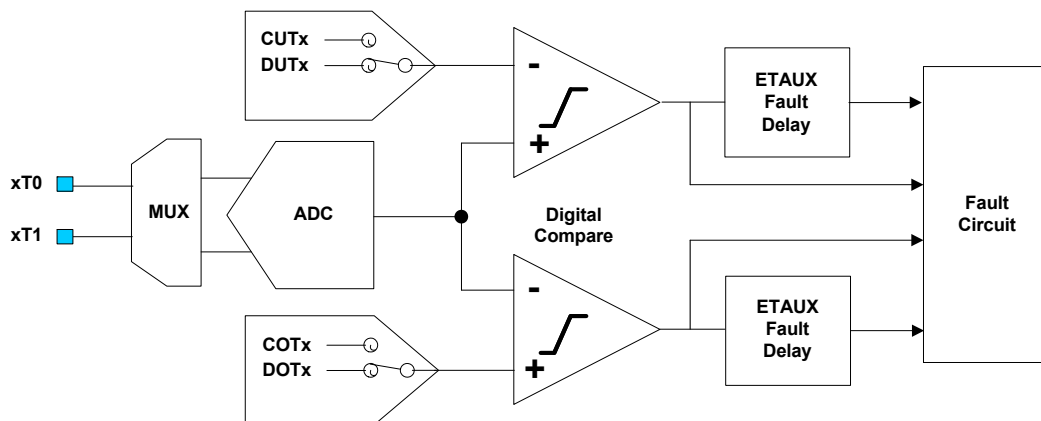 CUTx
DUTx
-
+
ETAUX
Fault
Delay
xT0
xT1
MUX
ADC
Digital
Compare
Fault
Circuit
-
+
COTx
DOTx
ETAUX
Fault
Delay